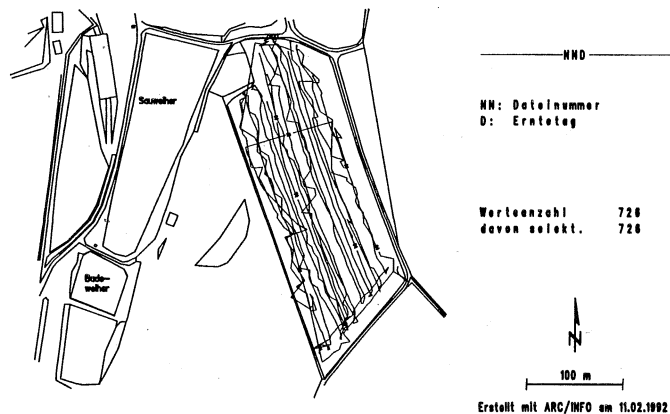 Sauweiher
Bade-
weiher
NND
NN: Dateinummer
D: Erntetag
Werteanzahl 726
davon selekt. 726
N
100 m
Erstellt mit ARC/INFO am 11.02.1992